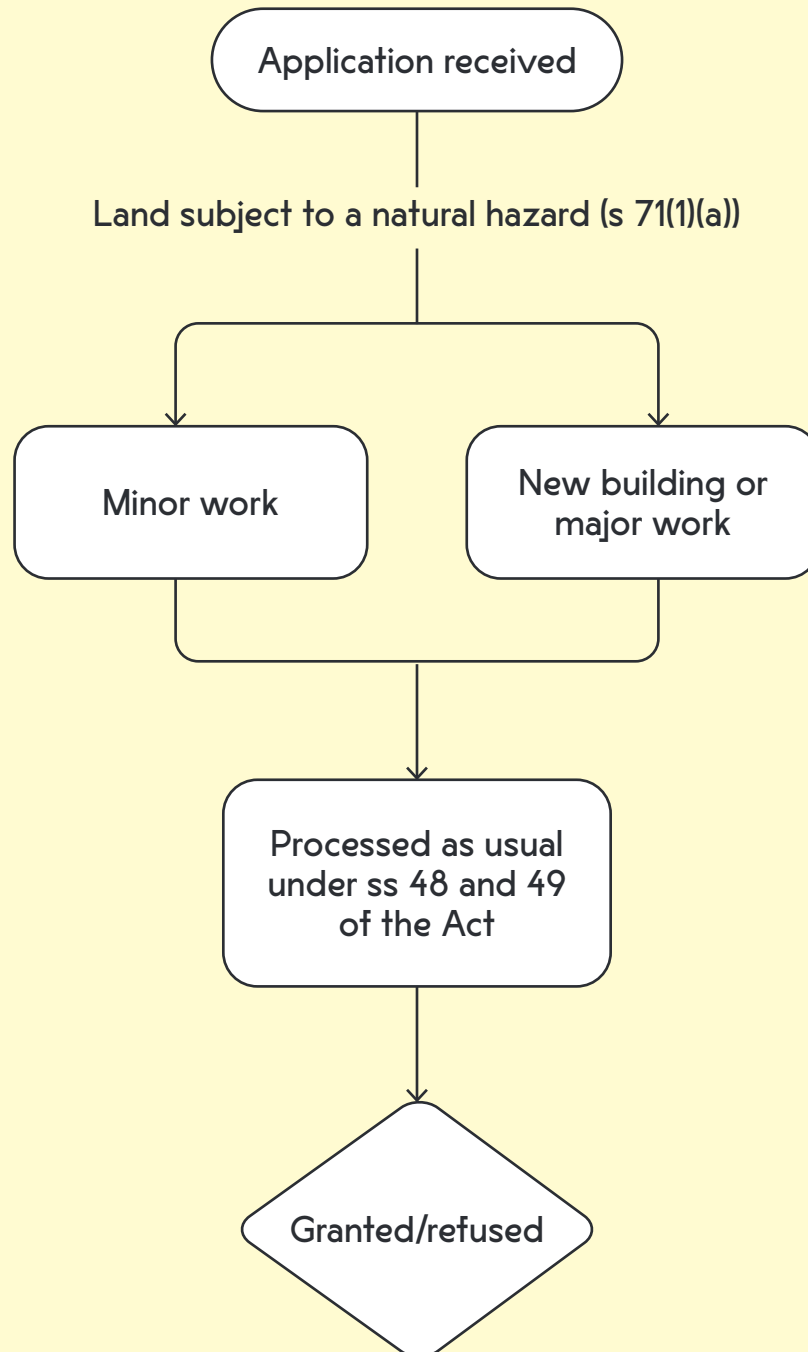 Application received
Land subject to a natural hazard (s 71(1)(a))
Minor work
New building or
major work
Processed as usual
under ss 48 and 49
of the Act
Granted/refused